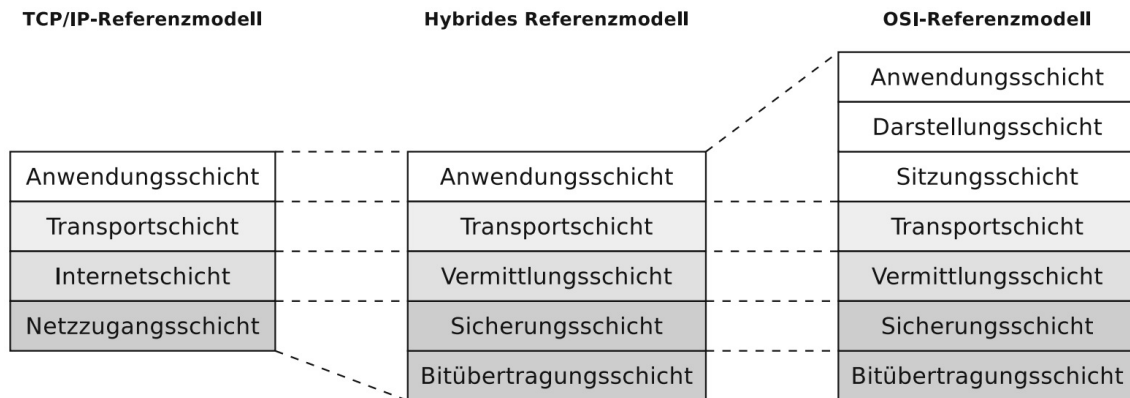 TCP/IP-Referenzmodell
Anwendungsschicht
Transportschicht
Internetschicht
Netzzugangsschicht
Hybrides Referenzmodell
Anwendungsschicht
Transportschicht
Vermittlungsschicht
Sicherungsschicht
Bitübertragungsschicht
OSI-Referenzmodell
Anwendungsschicht
Darstellungsschicht
Sitzungsschicht
Transportschicht
Vermittlungsschicht
Sicherungsschicht
Bitübertragungsschicht